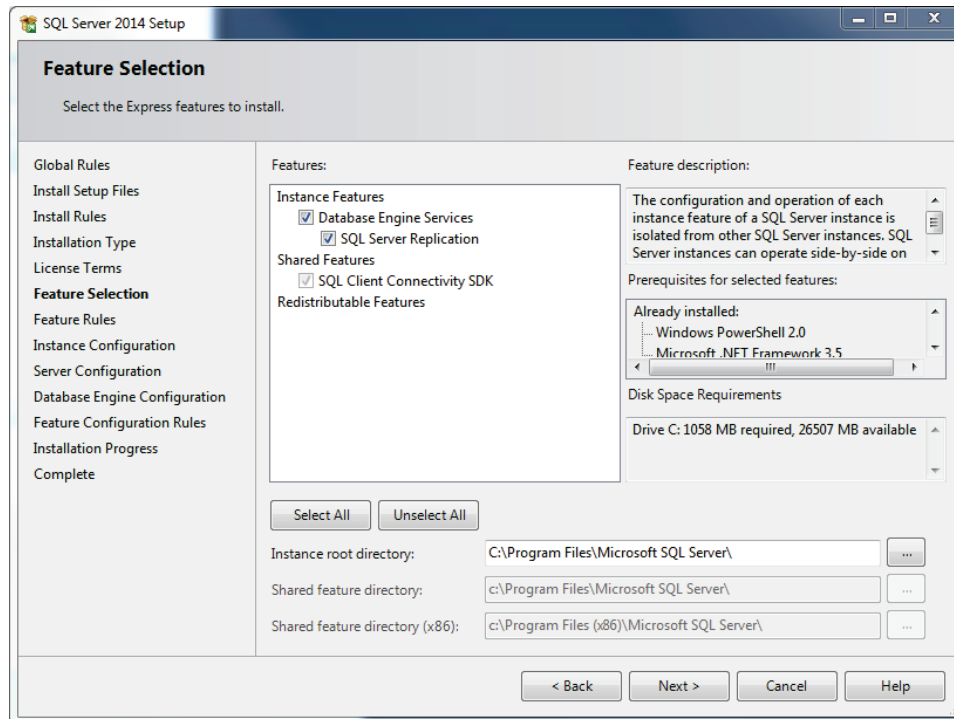 SQL Server 2014 Setup
Feature Selection
Select the Express features to install.
Global Rules
Install Setup Files
Install Rules
Installation Type
License Terms
Feature Selection
Feature Rules
Instance Configuration
Server Configuration
Database Engine Configuration
Feature Configuration Rules
Installation Progress
Complete
Features:
Instance Features
Database Engine Services
SQL Server Replication
Shared Features
SQL Client Connectivity SDK
Redistributable Features
Feature description:
The configuration and operation of each
instance feature of a SQL Server instance is
isolated from other SQL Server instances. SQL
Server instances can operate side-by-side on
Prerequisites for selected features:
Already installed:
Windows PowerShell 2.0
Microsoft .NET Framework 3.5
Disk Space Requirements
Drive C: 1058 MB required, 26507 MB available
Select All
Unselect All
Instance root directory:
C:\Program Files\Microsoft SQL Server\
...
Shared feature directory:
c:\Program Files\Microsoft SQL Server\
...
Shared feature directory (x86):
c:\Program Files (x86)\Microsoft SQL Server\
...
< Back
Next >
Cancel
Help